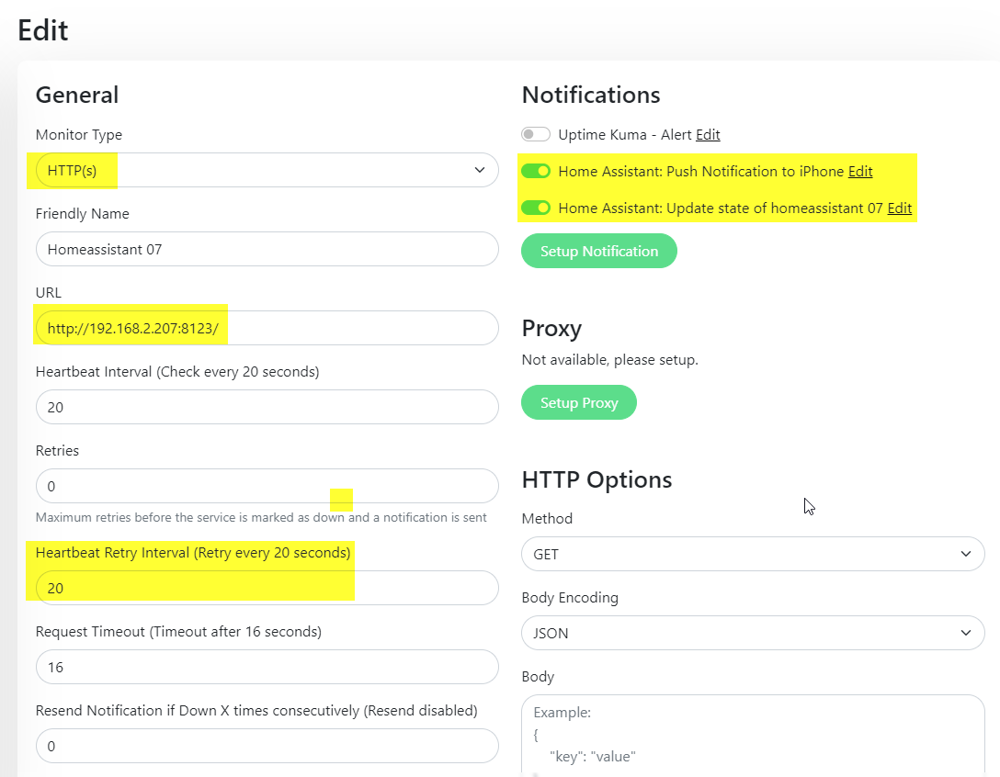 Edit
General
Monitor Type
HTTP(s)
Friendly Name
Homeassistant 07
URL
http://192.168.2.207:8123/
Heartbeat Interval (Check every 20 seconds)
20
Retries
0
Maximum retries before the service is marked as down and a notification is sent
Heartbeat Retry Interval (Retry every 20 seconds)
20
Request Timeout (Timeout after 16 seconds)
16
Resend Notification if Down X times consecutively (Resend disabled)
0
Notifications
Uptime Kuma - Alert Edit
Home Assistant: Push Notification to iPhone Edit
Home Assistant: Update state of homeassistant 07 Edit
Setup Notification
Proxy
Not available, please setup.
Setup Proxy
HTTP Options
Method
GET
Body Encoding
JSON
Body
Example:
{
"key": "value"